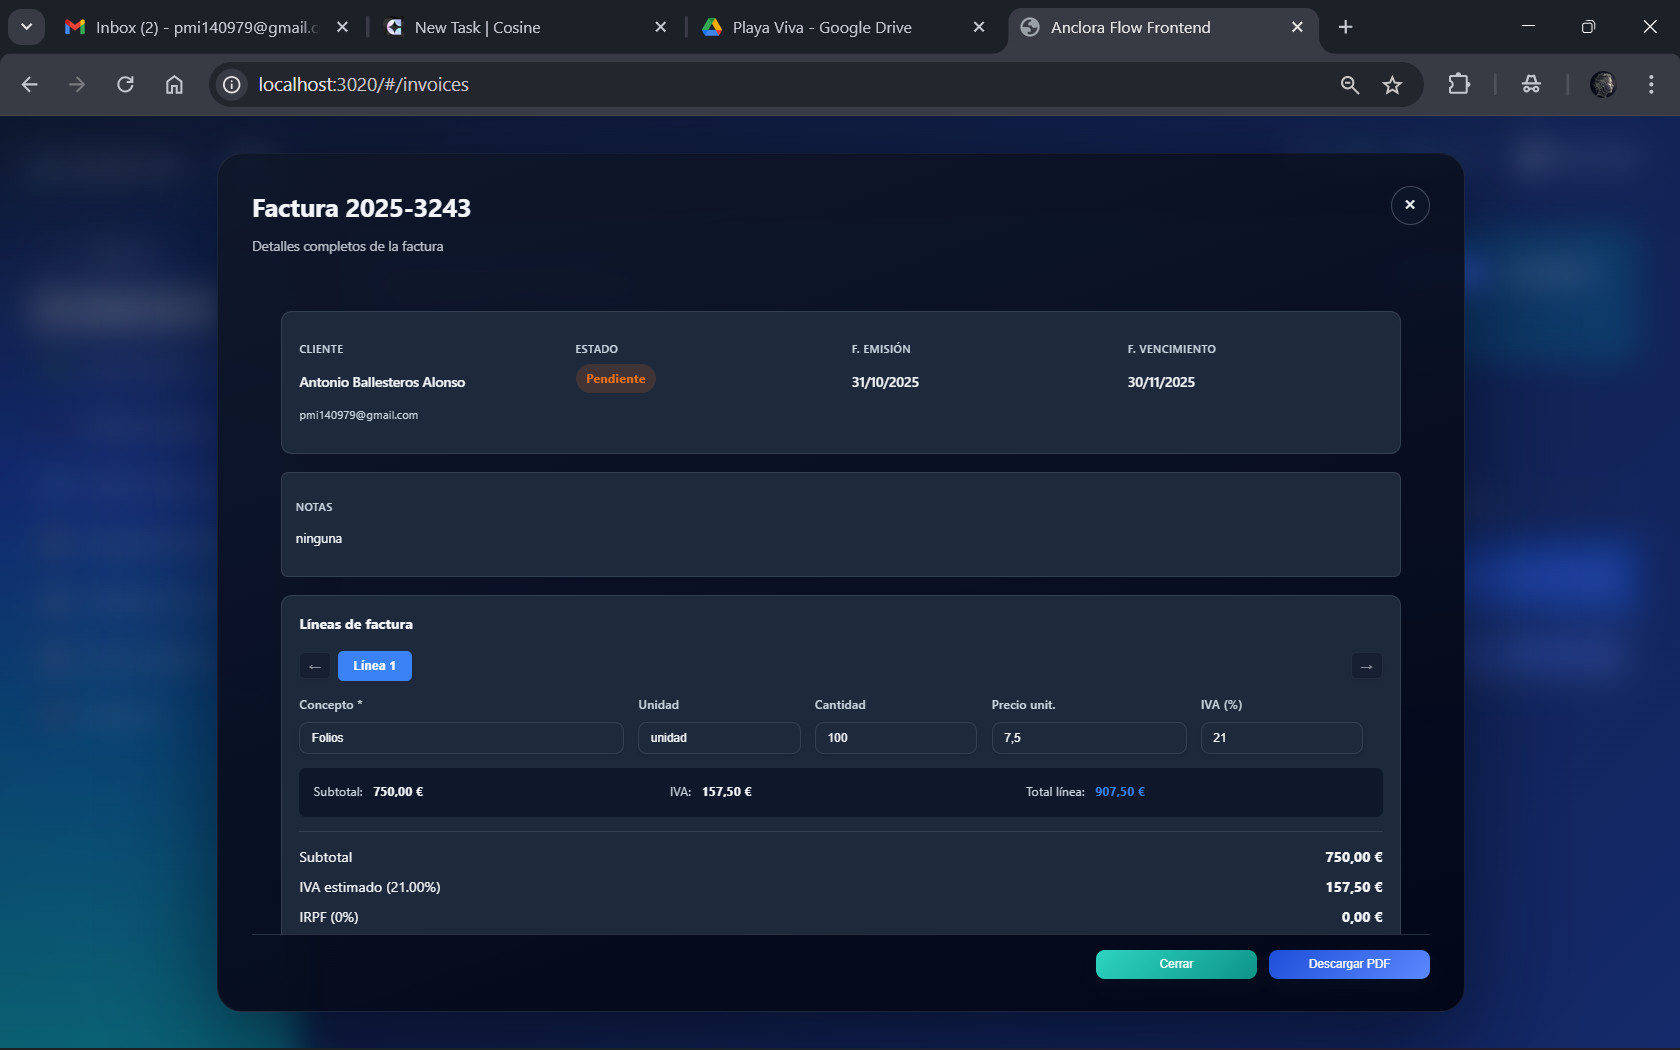 Inbox (2) - pmi140979@gmail.c
New Task | Cosine
Playa Viva - Google Drive
Anclora Flow Frontend
localhost:3020/#/invoices
Factura 2025-3243
Detalles completos de la factura
CLIENTE ESTADO F. EMISIÓN F. VENCIMIENTO
Antonio Ballesteros Alonso Pendiente 31/10/2025 30/11/2025
pmi140979@gmail.com
NOTAS
ninguna
Líneas de factura
← Línea 1 →
Concepto * Unidad Cantidad Precio unit. IVA (%)
Folios unidad 100 7,5 21
Subtotal: 750,00 € IVA: 157,50 € Total línea: 907,50 €
Subtotal 750,00 €
IVA estimado (21.00%) 157,50 €
IRPF (0%) 0,00 €
Cerrar Descargar PDF